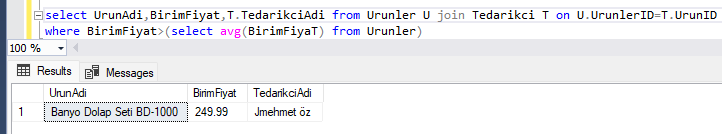 select UrunAdi,BirimFiyat,T.TedarikciAdi from Urunler U join Tedarikci T on U.UrunlerID=T.UrunID
where BirimFiyat>(select avg(BirimFiyaT) from Urunler)
100 %
Results Messages
UrunAdi BirimFiyat TedarikciAdi
1 Banyo Dolap Seti BD-1000 249.99 Jmehmet öz